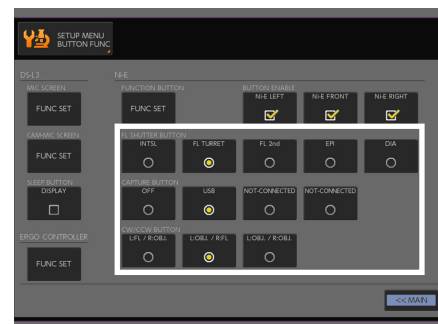 SETUP MENU
BUTTON FUNC
DS-L3
Ni-E
MIC SCREEN
FUNCTION BUTTON
BUTTON ENABLE
FUNC SET
FUNC SET
Ni-E LEFT
Ni-E FRONT
Ni-E RIGHT
CAM-MIC SCREEN
FUNC SET
FL SHUTTER BUTTON
INTSL
FL TURRET
FL 2nd
EPI
DIA
SLEEP BUTTON
DISPLAY
CAPTURE BUTTON
OFF
USB
NOT-CONNECTED
NOT-CONNECTED
ERGO CONTROLLER
FUNC SET
CW/CCW BUTTON
L:FL / R:OBJ.
L:OBJ. / R:FL
L:OBJ. / R:OBJ.
<< MAIN